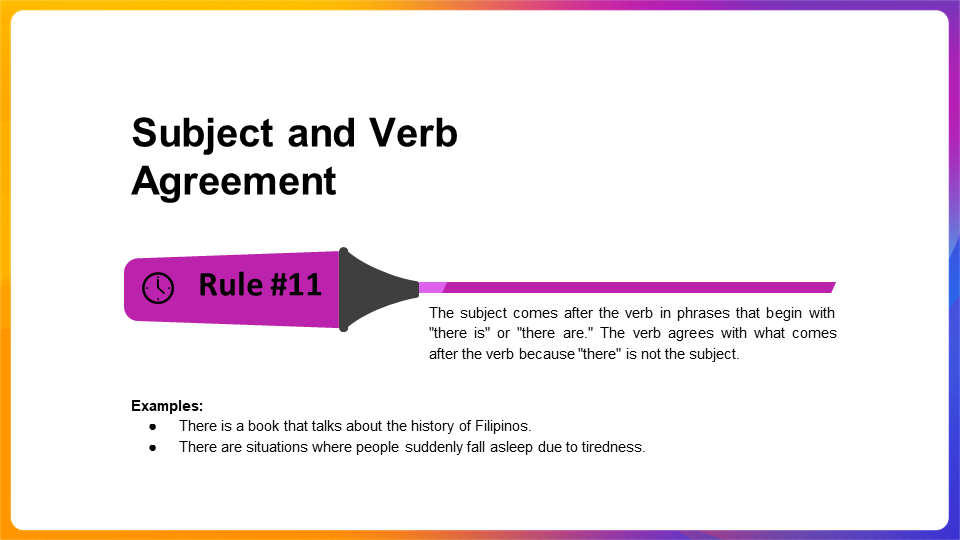 Subject and Verb
Agreement
Rule #11
The subject comes after the verb in phrases that begin with
"there is" or "there are." The verb agrees with what comes
after the verb because "there" is not the subject.
Examples:
● There is a book that talks about the history of Filipinos.
● There are situations where people suddenly fall asleep due to tiredness.